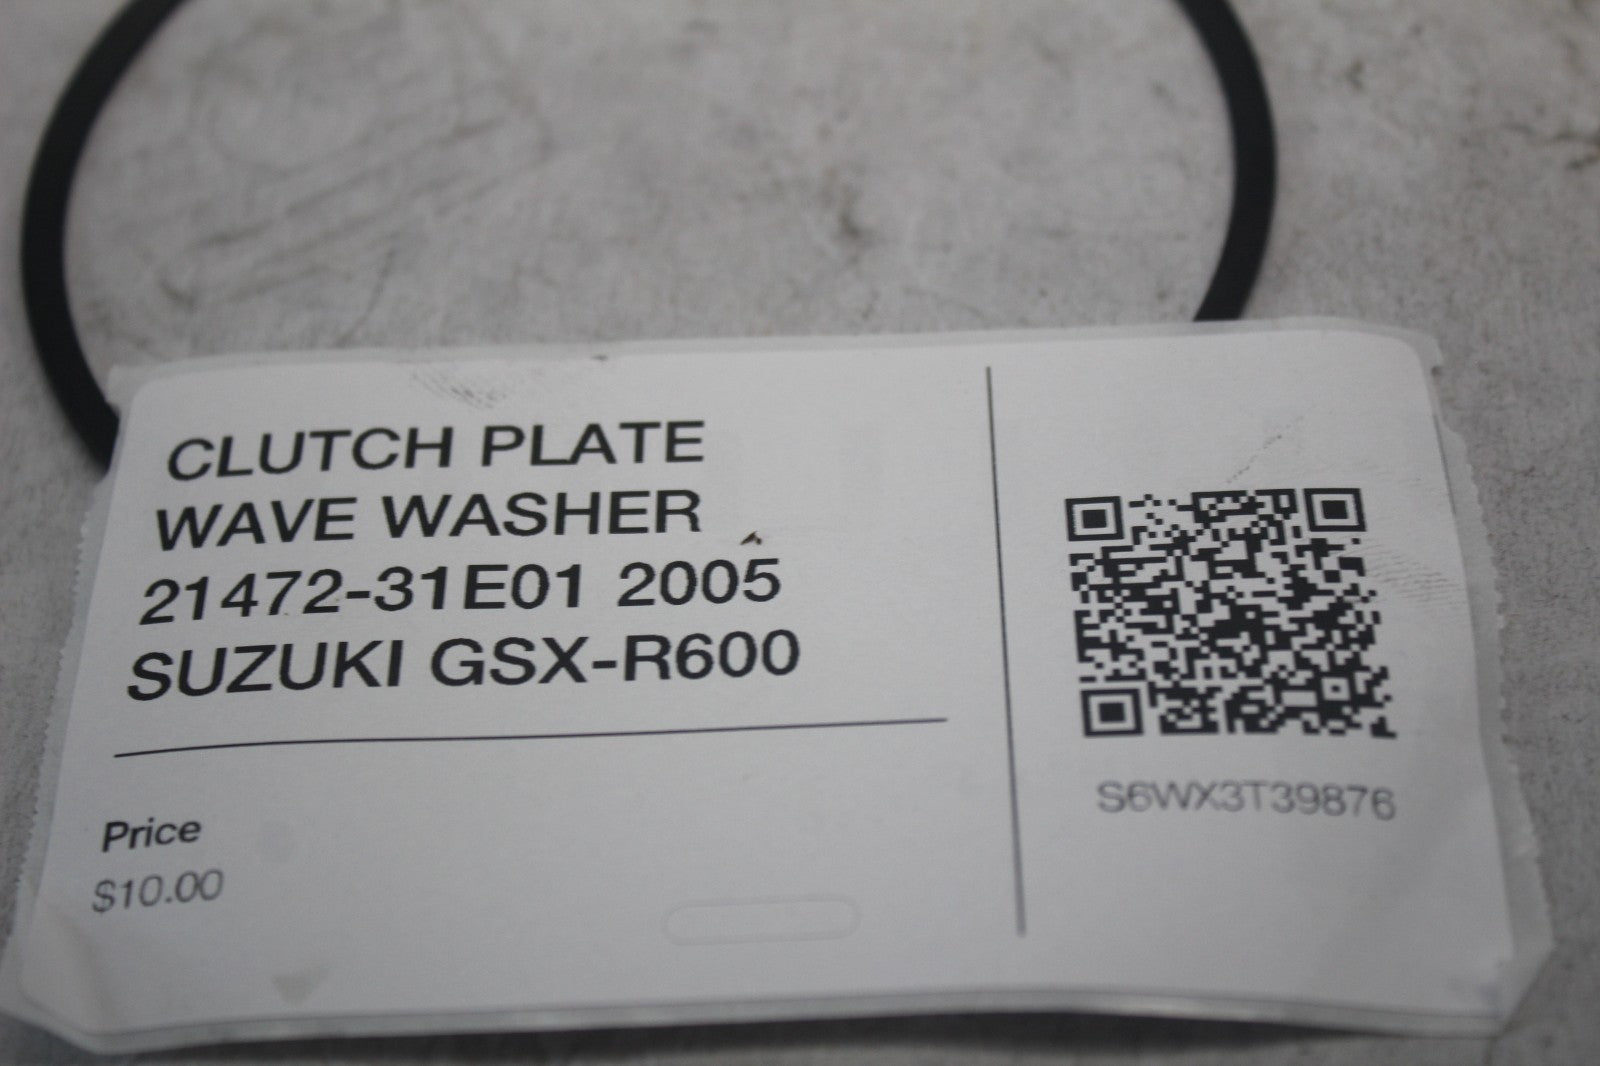 CLUTCH PLATE
WAVE WASHER
21472-31E01 2005
SUZUKI GSX-R600
Price
$10.00
S6WX3T39876